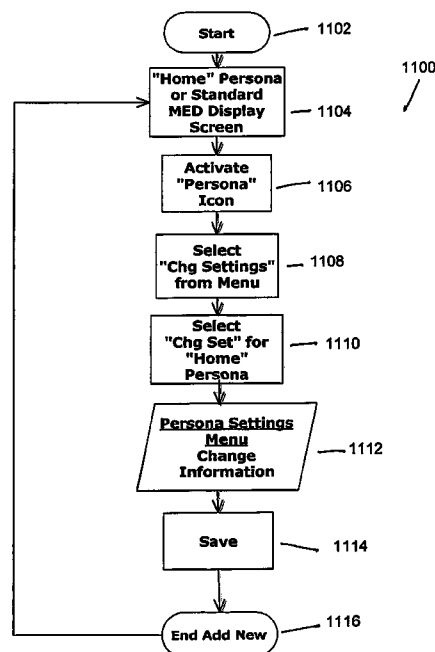 Start
1102
1100
"Home" Persona
or Standard
MED Display
Screen
1104
Activate
"Persona"
Icon
1106
Select
"Chg Settings"
from Menu
1108
Select
"Chg Set" for
"Home"
Persona
1110
Persona Settings
Menu
Change
Information
1112
Save
1114
End Add New
1116